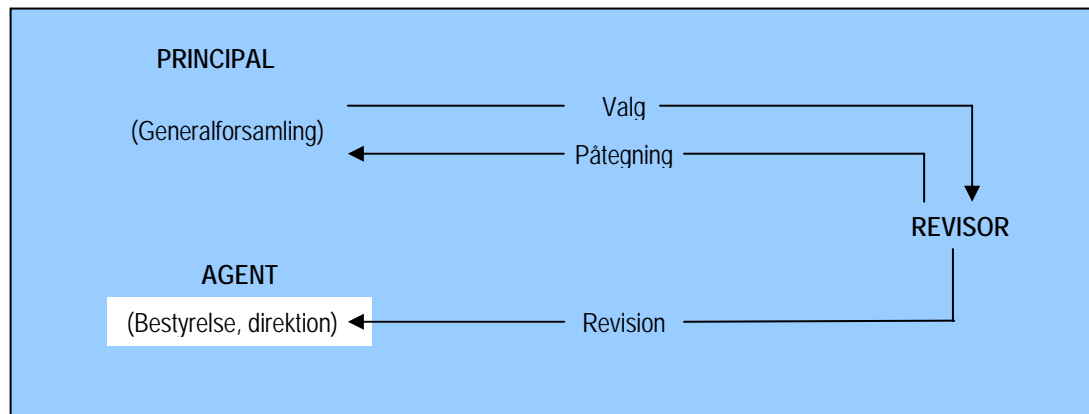 PRINCIPAL
Valg
(Generalforsamling)
Påtegning
REVISOR
AGENT
(Bestyrelse, direktion)
Revision